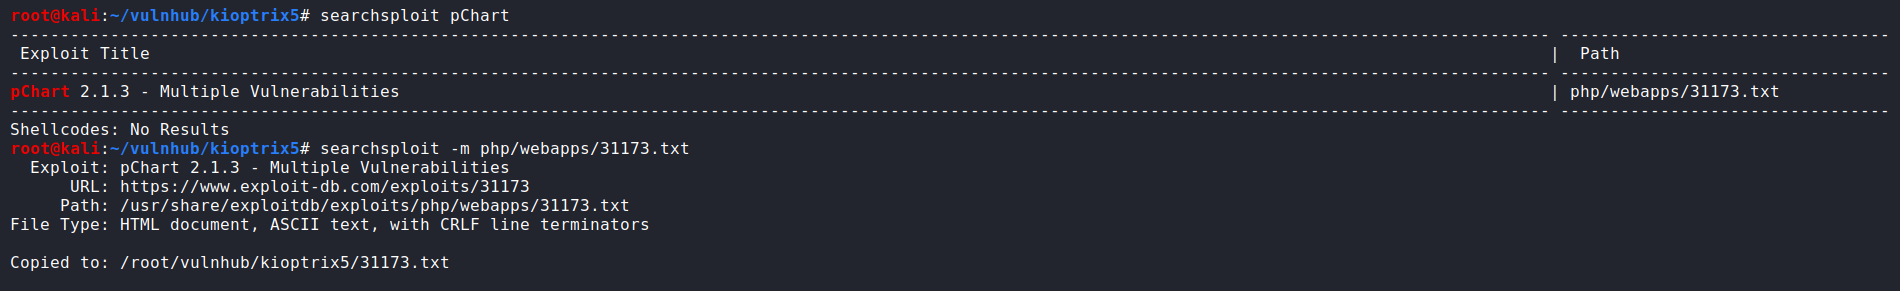 root@kali:~/vulnhub/kioptrix5# searchsploit pChart
---------------------------------------------------------------------------------------------------------------------------------------------------------- ---------------------------------
 Exploit Title                                                                                                                                            |  Path
---------------------------------------------------------------------------------------------------------------------------------------------------------- ---------------------------------
pChart 2.1.3 - Multiple Vulnerabilities                                                                                                                   | php/webapps/31173.txt
---------------------------------------------------------------------------------------------------------------------------------------------------------- ---------------------------------
Shellcodes: No Results
root@kali:~/vulnhub/kioptrix5# searchsploit -m php/webapps/31173.txt
  Exploit: pChart 2.1.3 - Multiple Vulnerabilities
      URL: https://www.exploit-db.com/exploits/31173
     Path: /usr/share/exploitdb/exploits/php/webapps/31173.txt
File Type: HTML document, ASCII text, with CRLF line terminators

Copied to: /root/vulnhub/kioptrix5/31173.txt